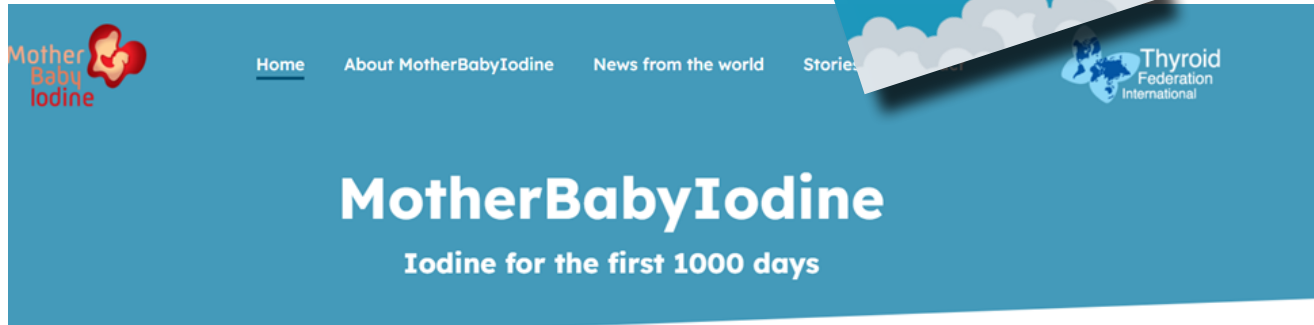 Mother
Baby
Iodine
Home About MotherBabyIodine News from the world
Thyroid
Federation
International
MotherBabyIodine
Iodine for the first 1000 days